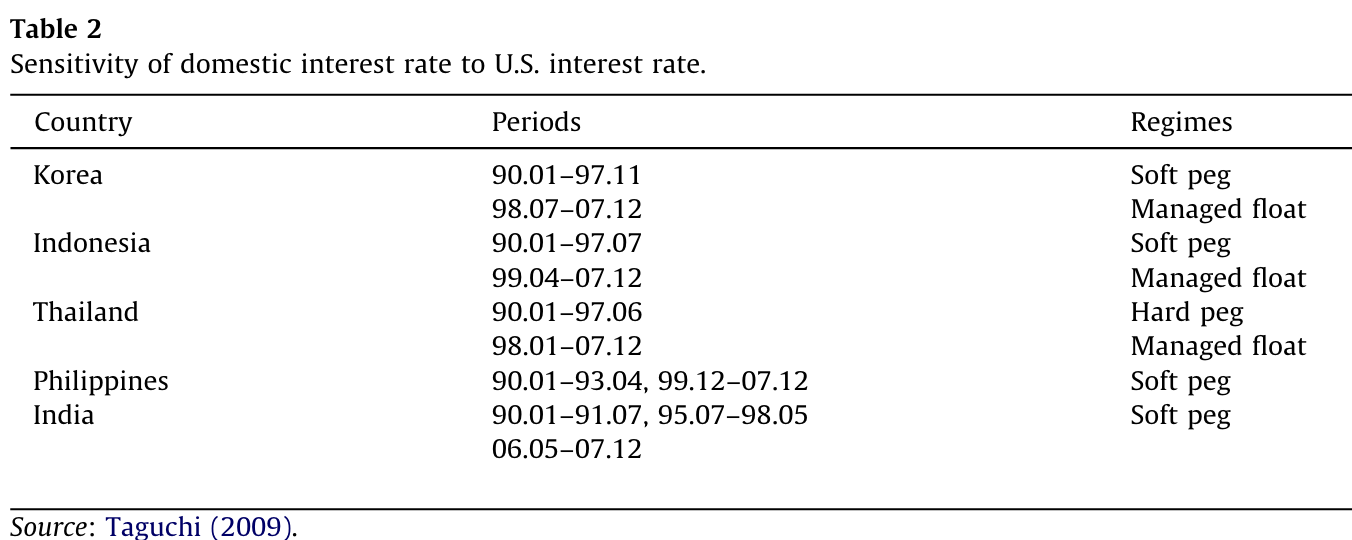 Table 2
Sensitivity of domestic interest rate to U.S. interest rate.
Country Periods Regimes
Korea 90.01–97.11 Soft peg
98.07–07.12 Managed float
Indonesia 90.01–97.07 Soft peg
99.04–07.12 Managed float
Thailand 90.01–97.06 Hard peg
98.01–07.12 Managed float
Philippines 90.01–93.04, 99.12–07.12 Soft peg
India 90.01–91.07, 95.07–98.05 Soft peg
06.05–07.12
Source: Taguchi (2009).